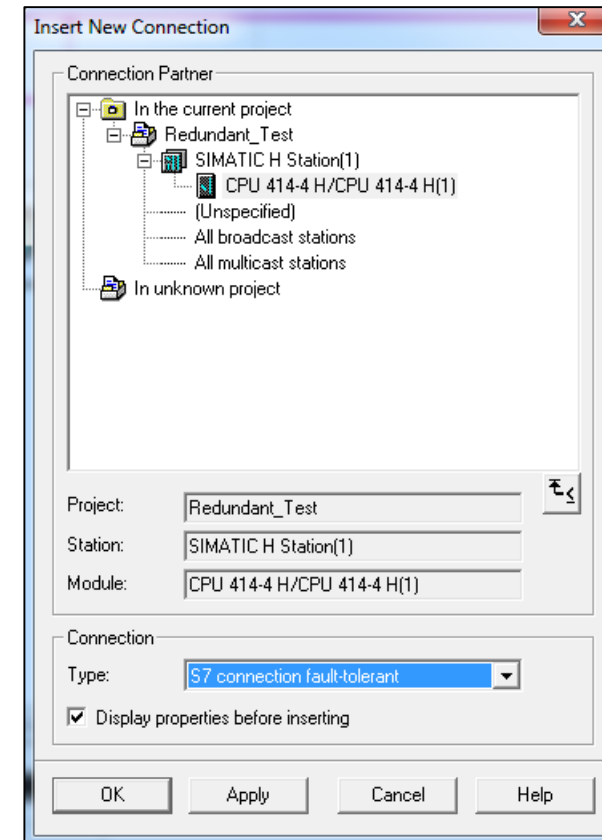 Insert New Connection
Connection Partner
In the current project
Redundant_Test
SIMATIC H Station(1)
CPU 414-4 H/CPU 414-4 H(1)
(Unspecified)
All broadcast stations
All multicast stations
In unknown project
Project: Redundant_Test
Station: SIMATIC H Station(1)
Module: CPU 414-4 H/CPU 414-4 H(1)
Connection
Type: S7 connection fault-tolerant
Display properties before inserting
OK Apply Cancel Help